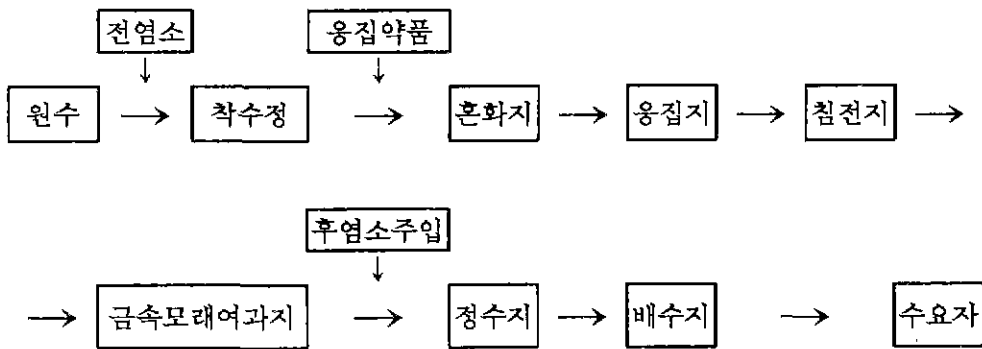 전염소 응집약품
원수 → 착수정 → 혼화지 → 응집지 → 침전지 →
후염소주입
→ 금속모래여과지 → 정수지 → 배수지 → 수요자